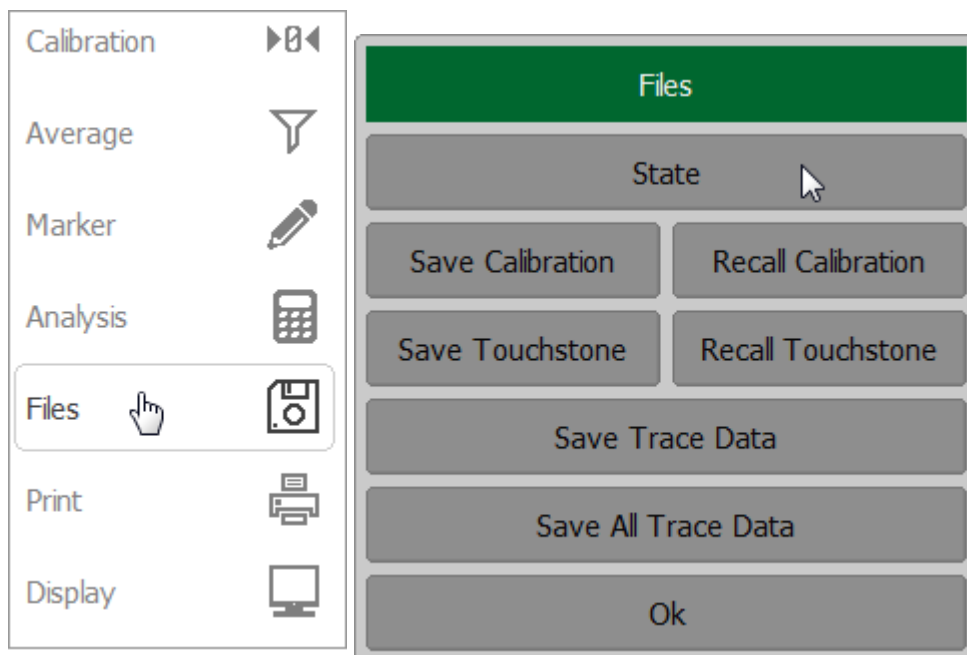 Calibration
Average
Marker
Analysis
Files
Print
Display
Files
State
Save Calibration
Recall Calibration
Save Touchstone
Recall Touchstone
Save Trace Data
Save All Trace Data
Ok